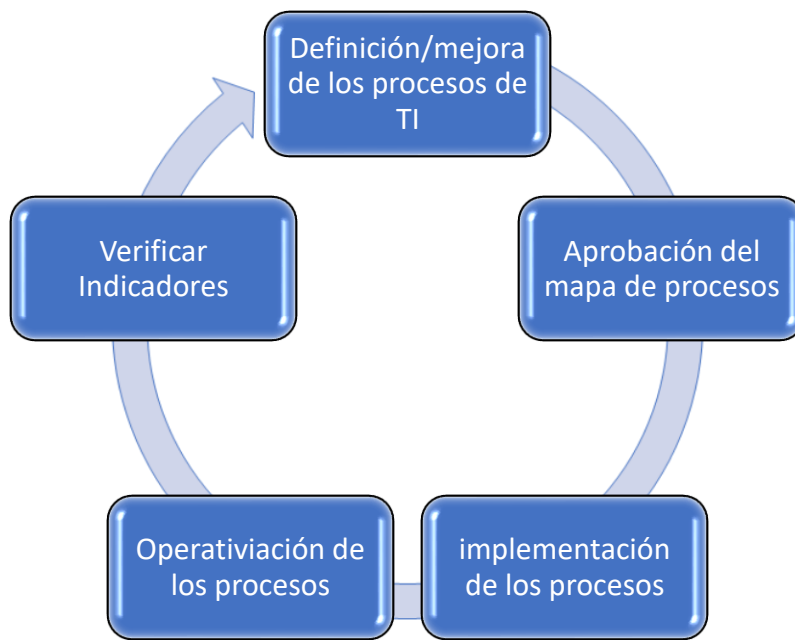 Definición/mejora
de los procesos de
TI
Aprobación del
mapa de procesos
implementación
de los procesos
Operativiación de
los procesos
Verificar
Indicadores